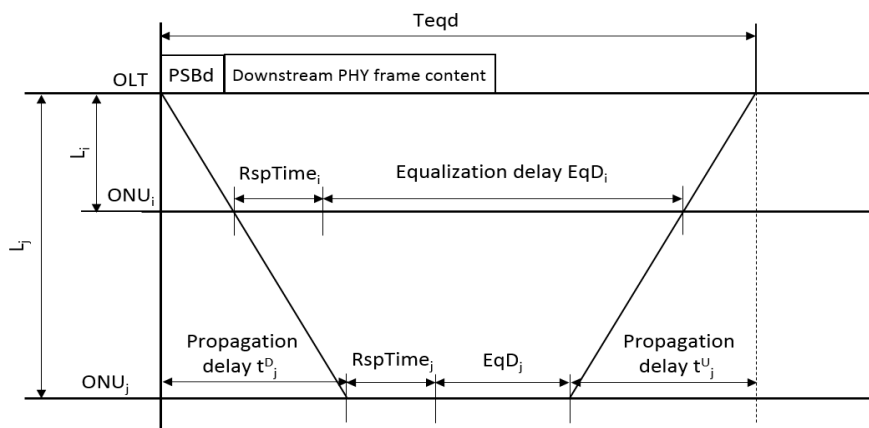 Teqd
PSBd
Downstream PHY frame content
OLT
Lᵢ
RspTimeᵢ
Equalization delay EqDᵢ
ONUᵢ
Lⱼ
Propagation
delay tᴰⱼ
RspTimeⱼ
EqDⱼ
Propagation
delay tᵁⱼ
ONUⱼ